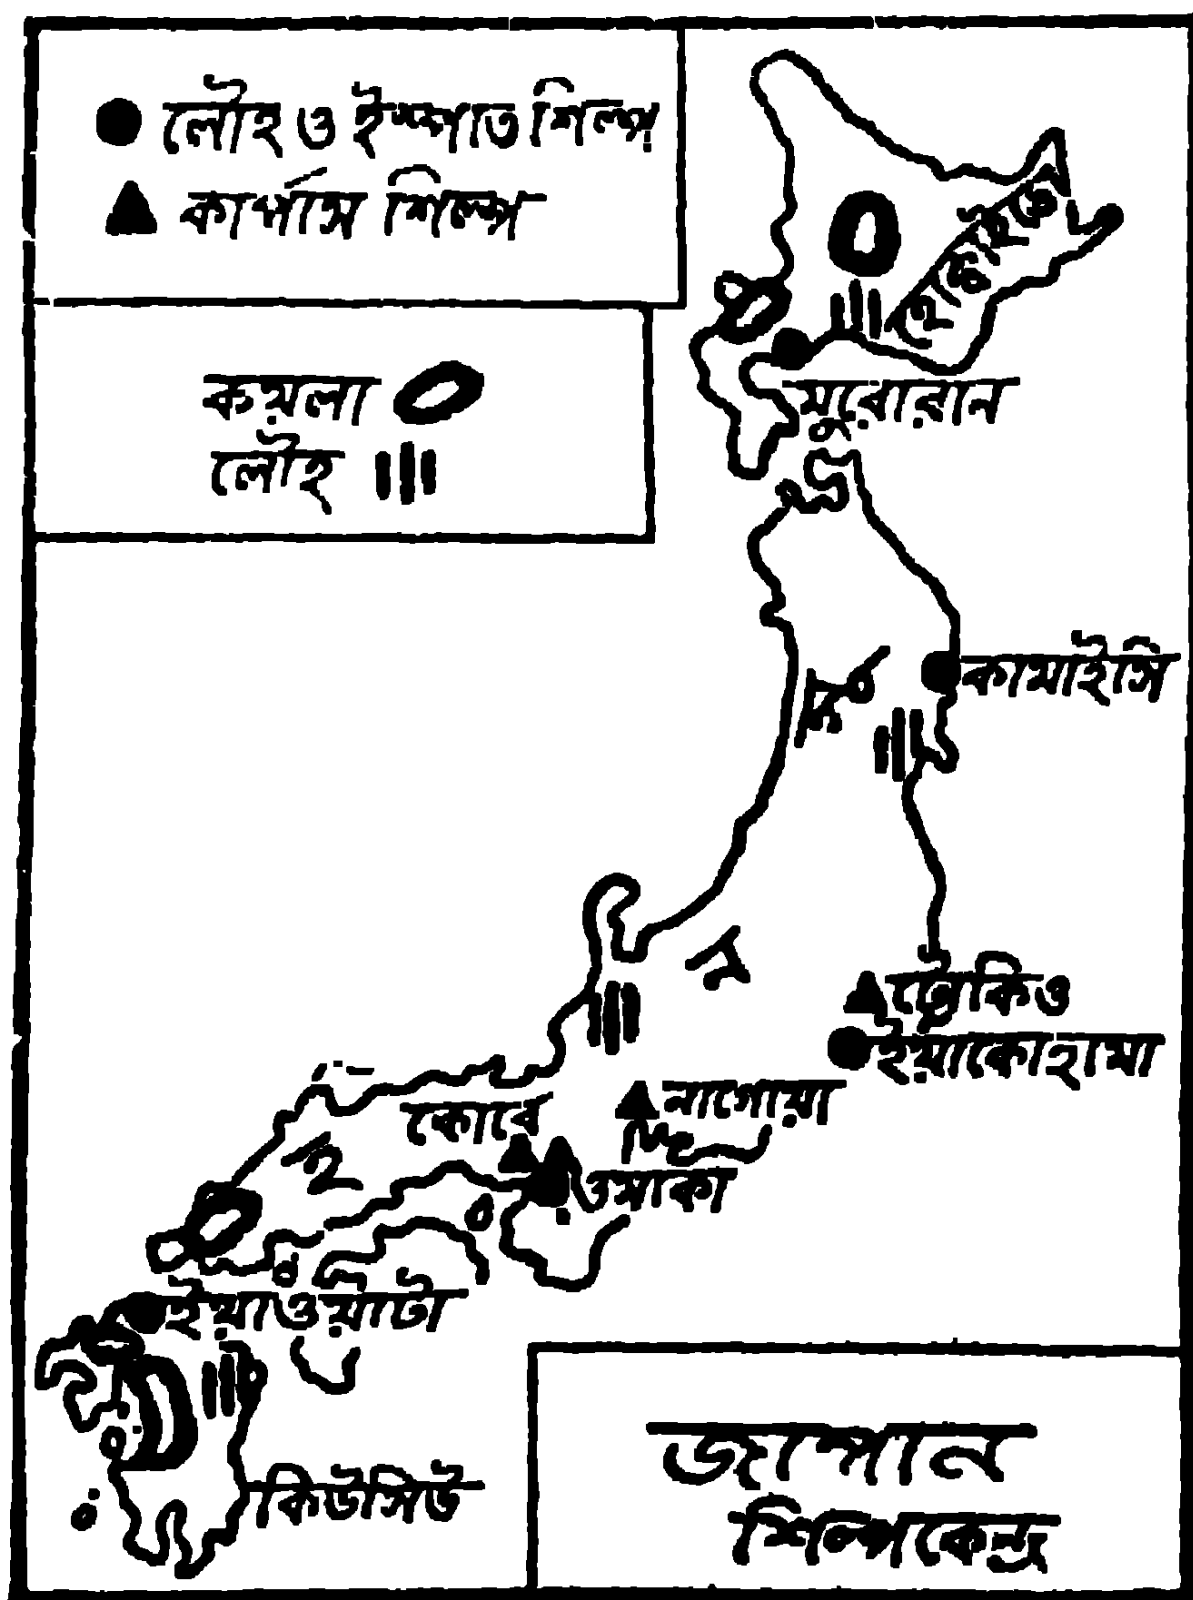 লৌহ ও ইস্পাত শিল্প
কার্পাস শিল্প
কয়লা
লৌহ
হোক্কাইডো
মুরোরান
কামাইসি
হ
ন
সু
টোকিও
ইয়াকোহামা
নাগোয়া
কোবে
ওসাকা
ইয়াওয়াটা
কিউসিউ
জাপান
শিল্পকেন্দ্র